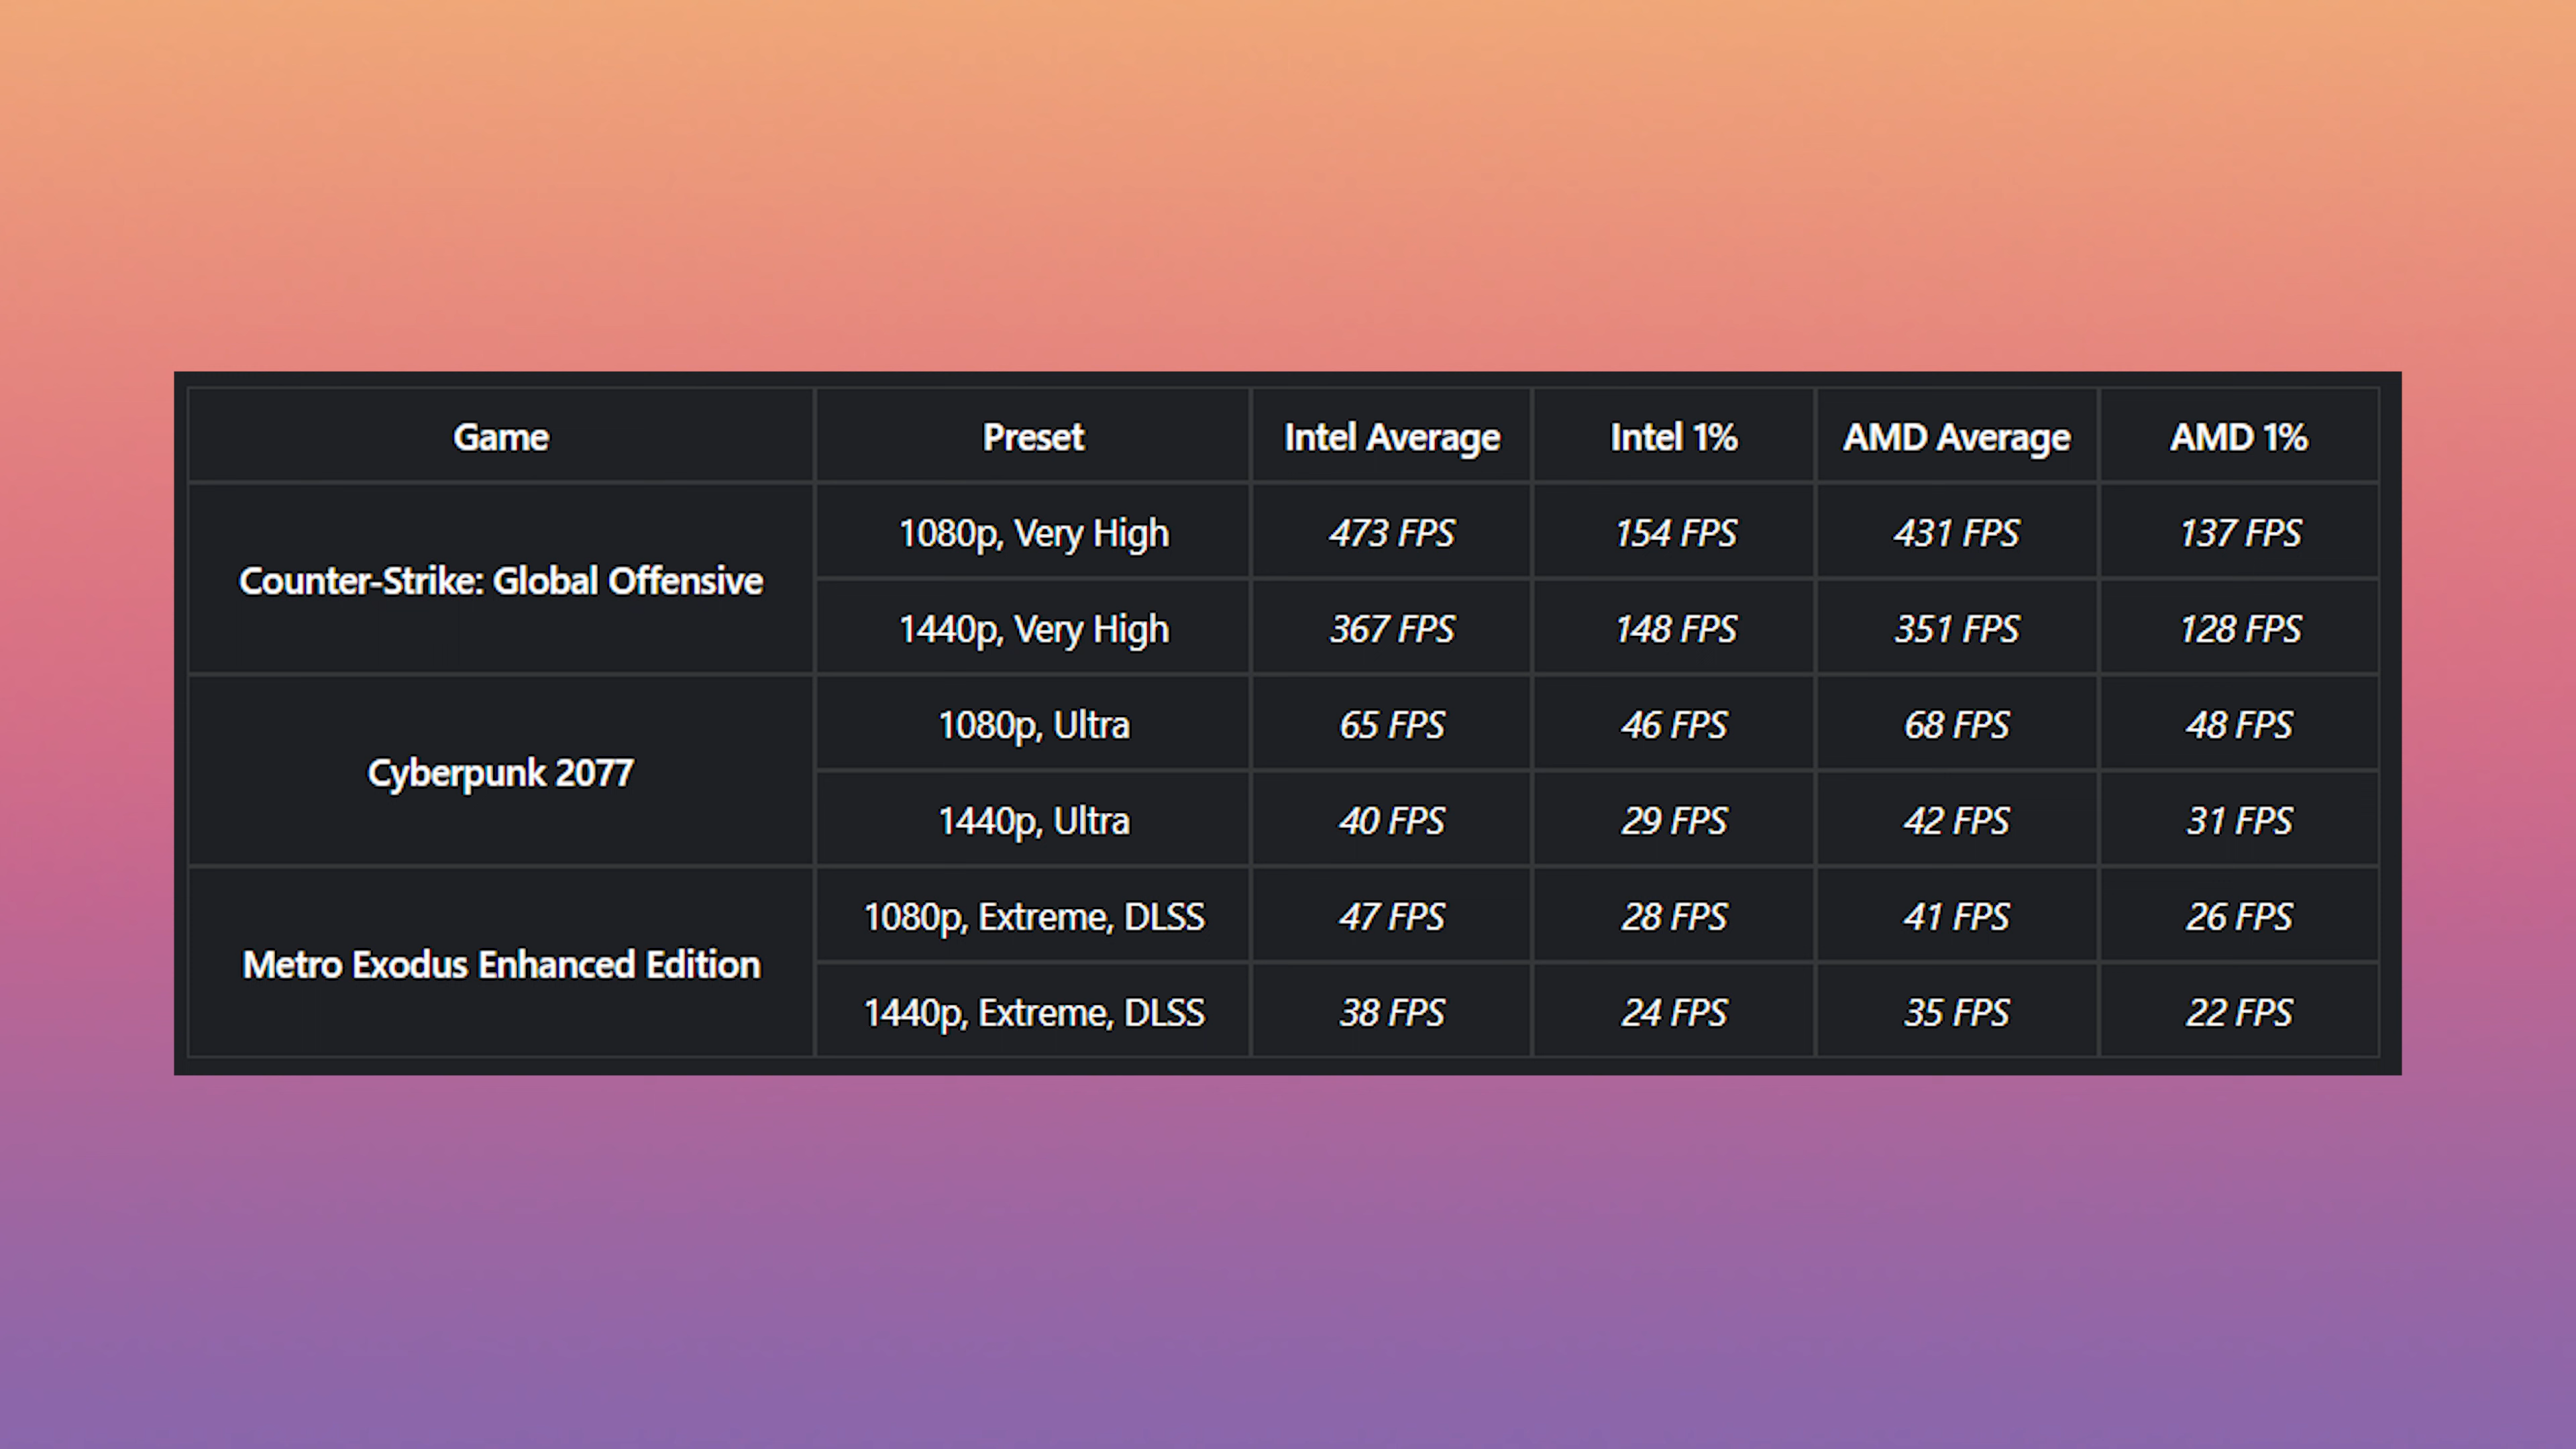 Game Preset Intel Average Intel 1% AMD Average AMD 1%
Counter-Strike: Global Offensive
1080p, Very High 473 FPS 154 FPS 431 FPS 137 FPS
1440p, Very High 367 FPS 148 FPS 351 FPS 128 FPS
Cyberpunk 2077
1080p, Ultra 65 FPS 46 FPS 68 FPS 48 FPS
1440p, Ultra 40 FPS 29 FPS 42 FPS 31 FPS
Metro Exodus Enhanced Edition
1080p, Extreme, DLSS 47 FPS 28 FPS 41 FPS 26 FPS
1440p, Extreme, DLSS 38 FPS 24 FPS 35 FPS 22 FPS